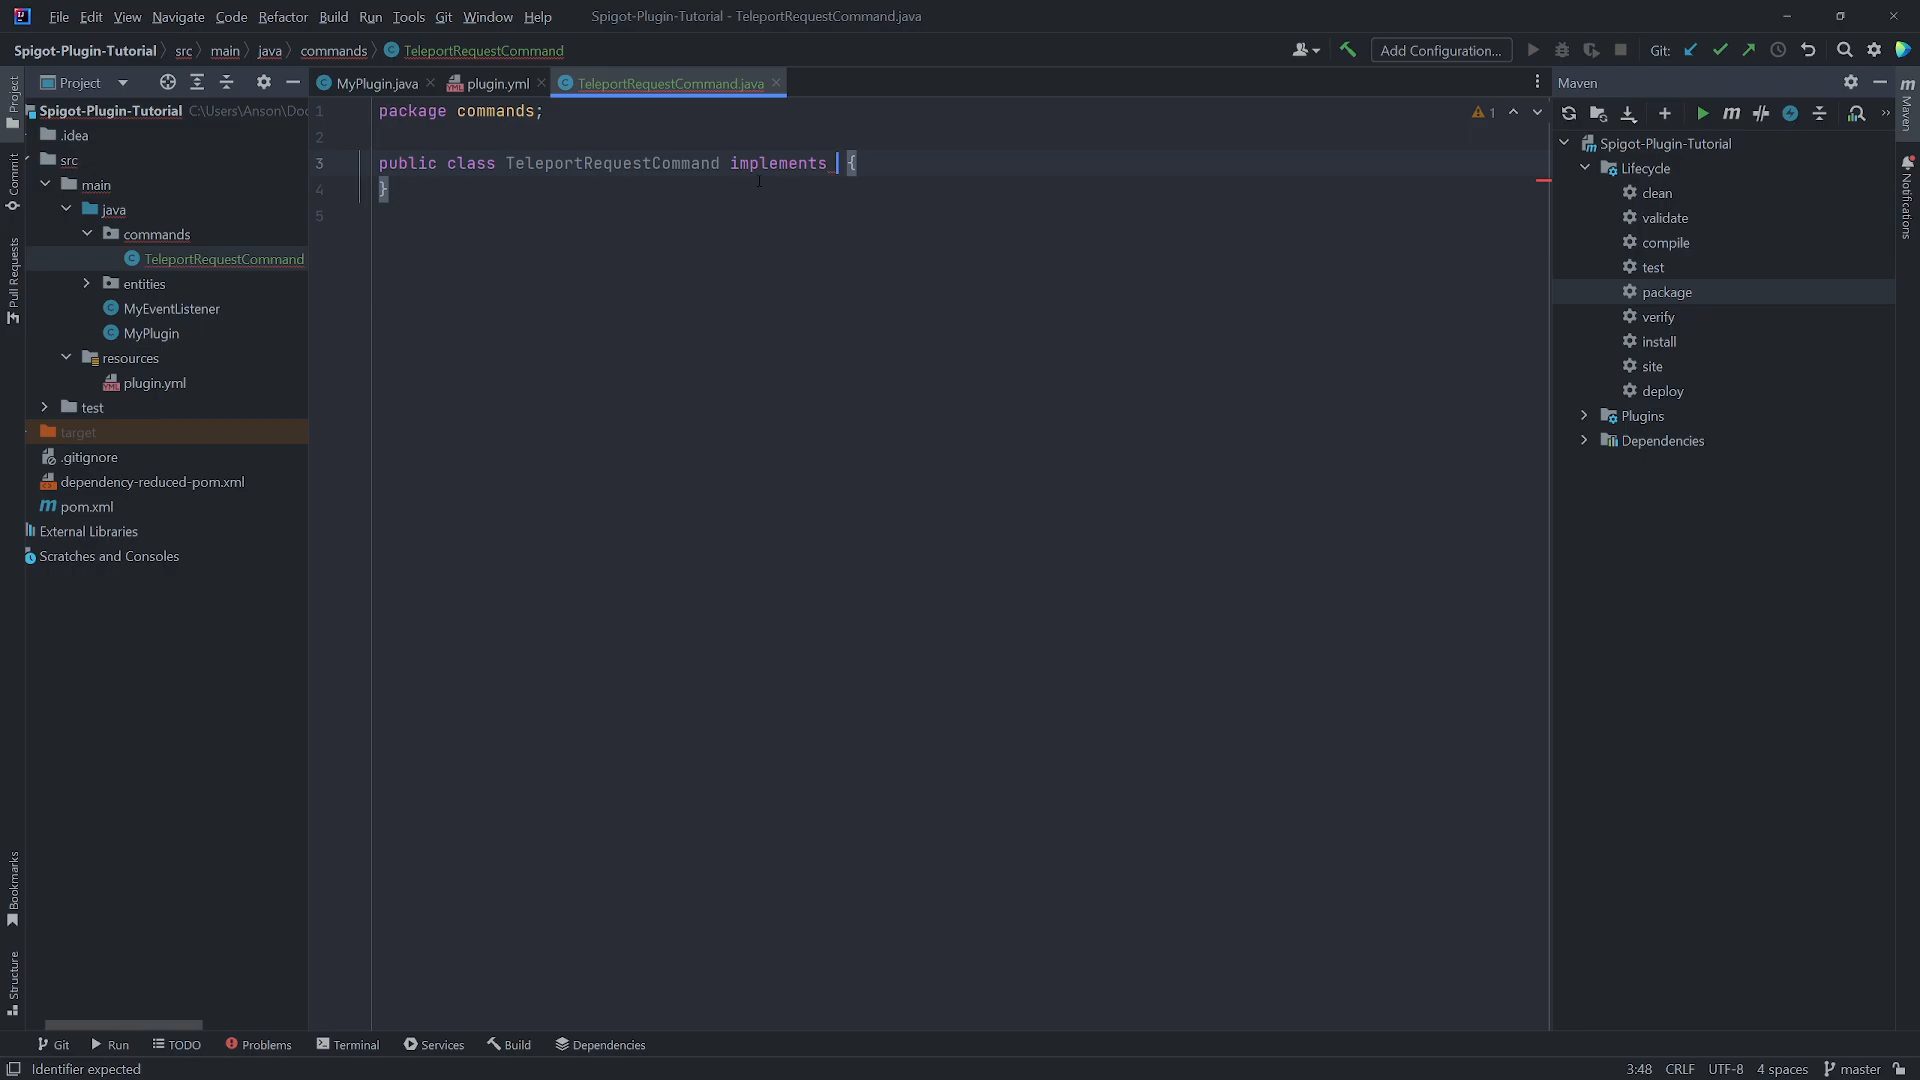 File Edit View Navigate Code Refactor Build Run Tools Git Window Help Spigot-Plugin-Tutorial - TeleportRequestCommand.java
Spigot-Plugin-Tutorial src main java commands TeleportRequestCommand Add Configuration... Git:
Project MyPlugin.java plugin.yml TeleportRequestCommand.java Maven
Spigot-Plugin-Tutorial C:\Users\Anson\Doc
.idea
src
main
java
commands
TeleportRequestCommand
entities
MyEventListener
MyPlugin
resources
plugin.yml
test
target
.gitignore
dependency-reduced-pom.xml
pom.xml
External Libraries
Scratches and Consoles
1 package commands;
2
3 public class TeleportRequestCommand implements {
4 }
5
1
Spigot-Plugin-Tutorial
Lifecycle
clean
validate
compile
test
package
verify
install
site
deploy
Plugins
Dependencies
Project
Commit
Pull Requests
Bookmarks
Structure
Maven
Notifications
Git Run TODO Problems Terminal Services Build Dependencies
Identifier expected 3:48 CRLF UTF-8 4 spaces master